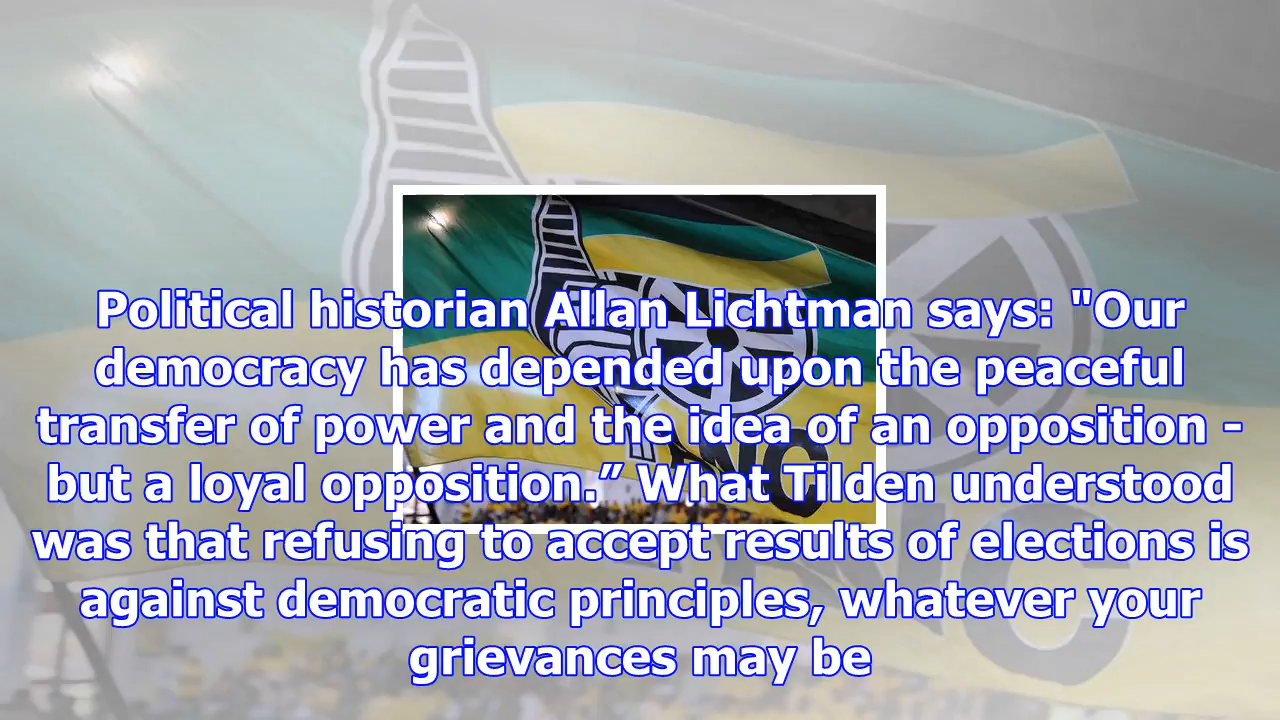 Political historian Allan Lichtman says: "Our
democracy has depended upon the peaceful
transfer of power and the idea of an opposition -
but a loyal opposition.” What Tilden understood
was that refusing to accept results of elections is
against democratic principles, whatever your
grievances may be
ANC